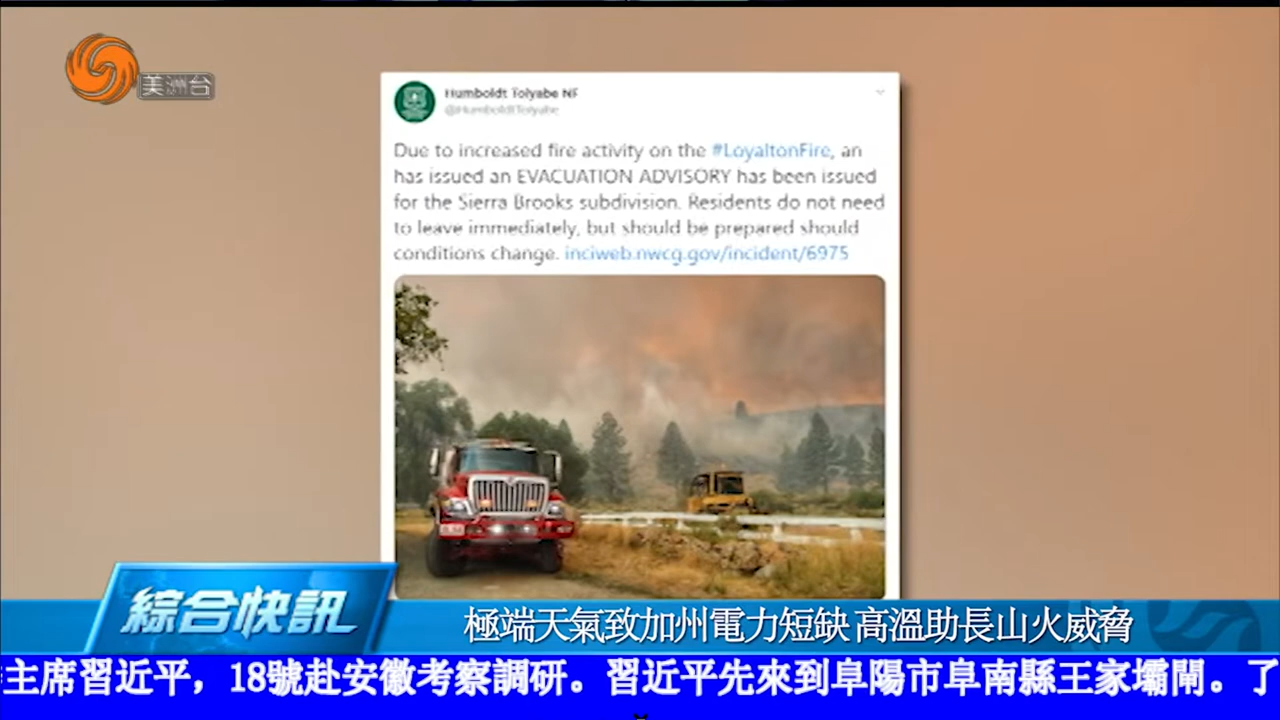 美洲台
Humboldt Toiyabe NF
@HumboldtToiyabe
Due to increased fire activity on the #LoyaltonFire, an
has issued an EVACUATION ADVISORY has been issued
for the Sierra Brooks subdivision. Residents do not need
to leave immediately, but should be prepared should
conditions change. inciweb.nwcg.gov/incident/6975
綜合快訊
極端天氣致加州電力短缺 高溫助長山火威脅
主席習近平，18號赴安徽考察調研。習近平先來到阜陽市阜南縣王家壩閘。了